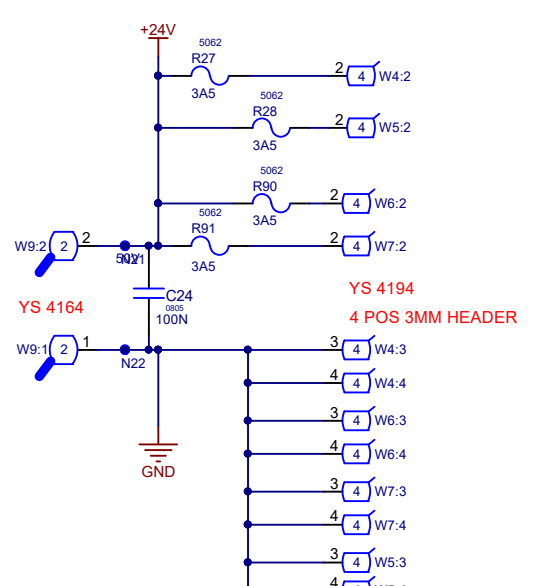 +24V
5062
R27
3A5
2
4
W4:2
5062
R28
3A5
2
4
W5:2
5062
R90
3A5
2
4
W6:2
5062
R91
3A5
2
4
W7:2
W9:2
2
2
50V
N21
C24
0805
100N
YS 4164
YS 4194
4 POS 3MM HEADER
W9:1
2
1
N22
GND
3
4
W4:3
4
4
W4:4
3
4
W6:3
4
4
W6:4
3
4
W7:3
4
4
W7:4
3
4
W5:3
4